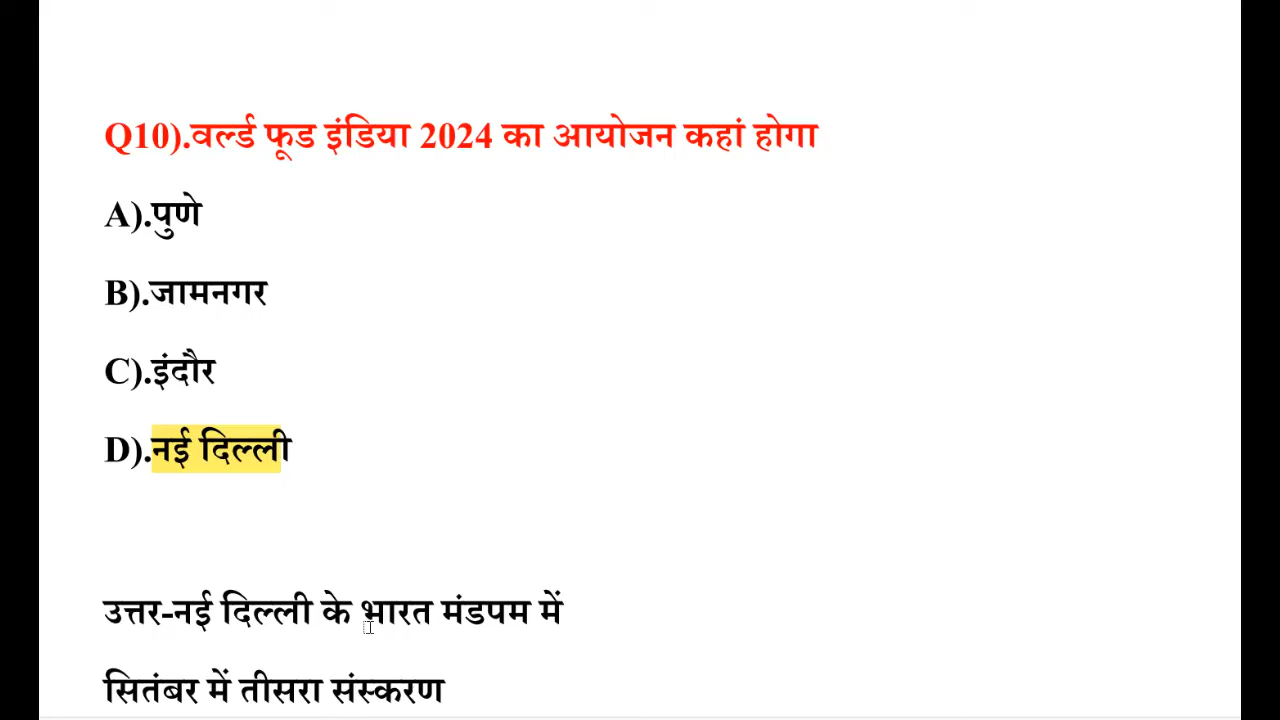 Q10).वर्ल्ड फूड इंडिया 2024 का आयोजन कहां होगा
A).पुणे
B).जामनगर
C).इंदौर
D).नई दिल्ली
उत्तर-नई दिल्ली के भारत मंडपम में
सितंबर में तीसरा संस्करण